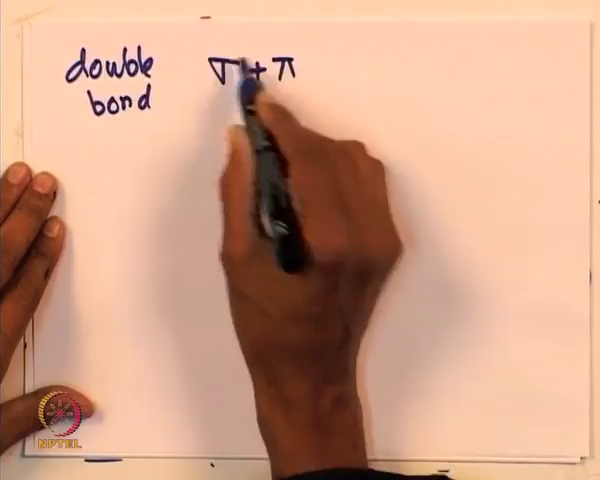 double σ + π
bond
NPTEL